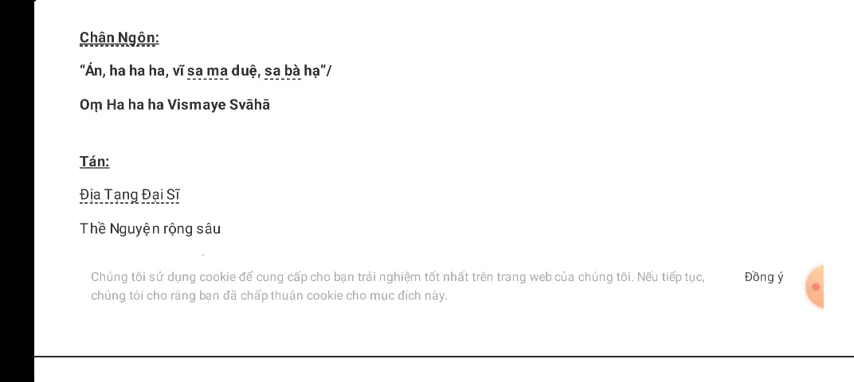 Chân Ngôn:
“Án, ha ha ha, vĩ sa ma duệ, sa bà hạ”/
Oṃ Ha ha ha Vismaye Svāhā
Tán:
Địa Tạng Đại Sĩ
Thề Nguyện rộng sâu
Chúng tôi sử dụng cookie để cung cấp cho bạn trải nghiệm tốt nhất trên trang web của chúng tôi. Nếu tiếp tục, Đồng ý
chúng tôi cho rằng bạn đã chấp thuận cookie cho mục đích này.